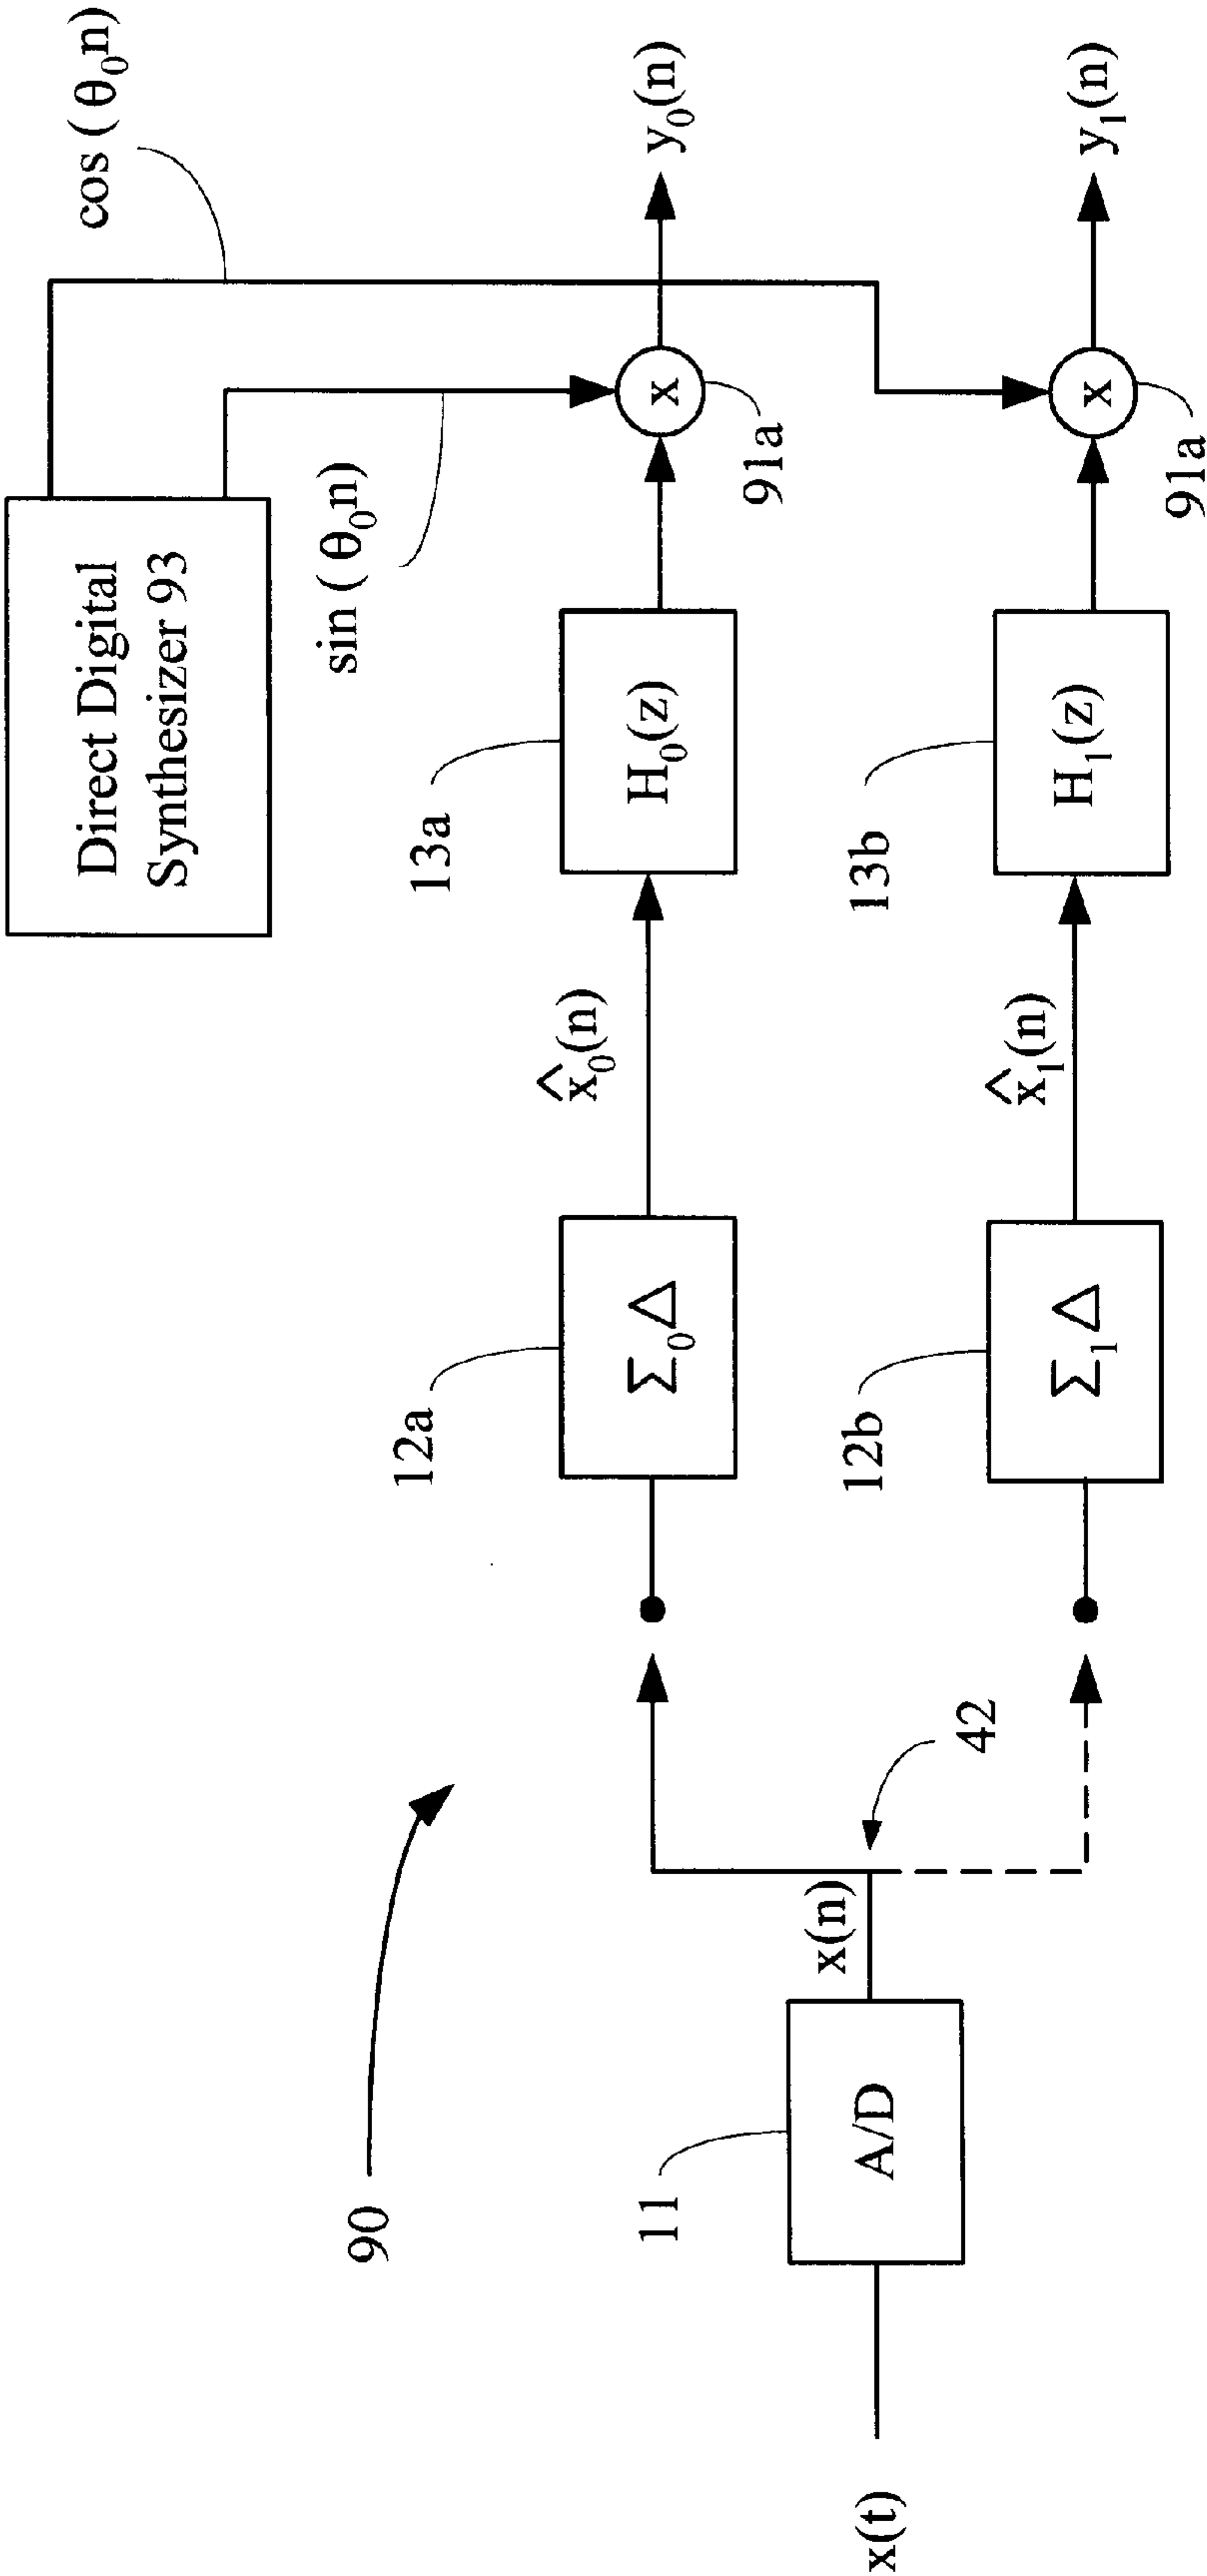 Direct Digital
Synthesizer 93
cos ( θ₀n)
sin ( θ₀n)
90
x(t)
11
A/D
x(n)
42
12a
Σ₀Δ
x̂₀(n)
13a
H₀(z)
x
91a
y₀(n)
12b
Σ₁Δ
x̂₁(n)
13b
H₁(z)
x
91a
y₁(n)